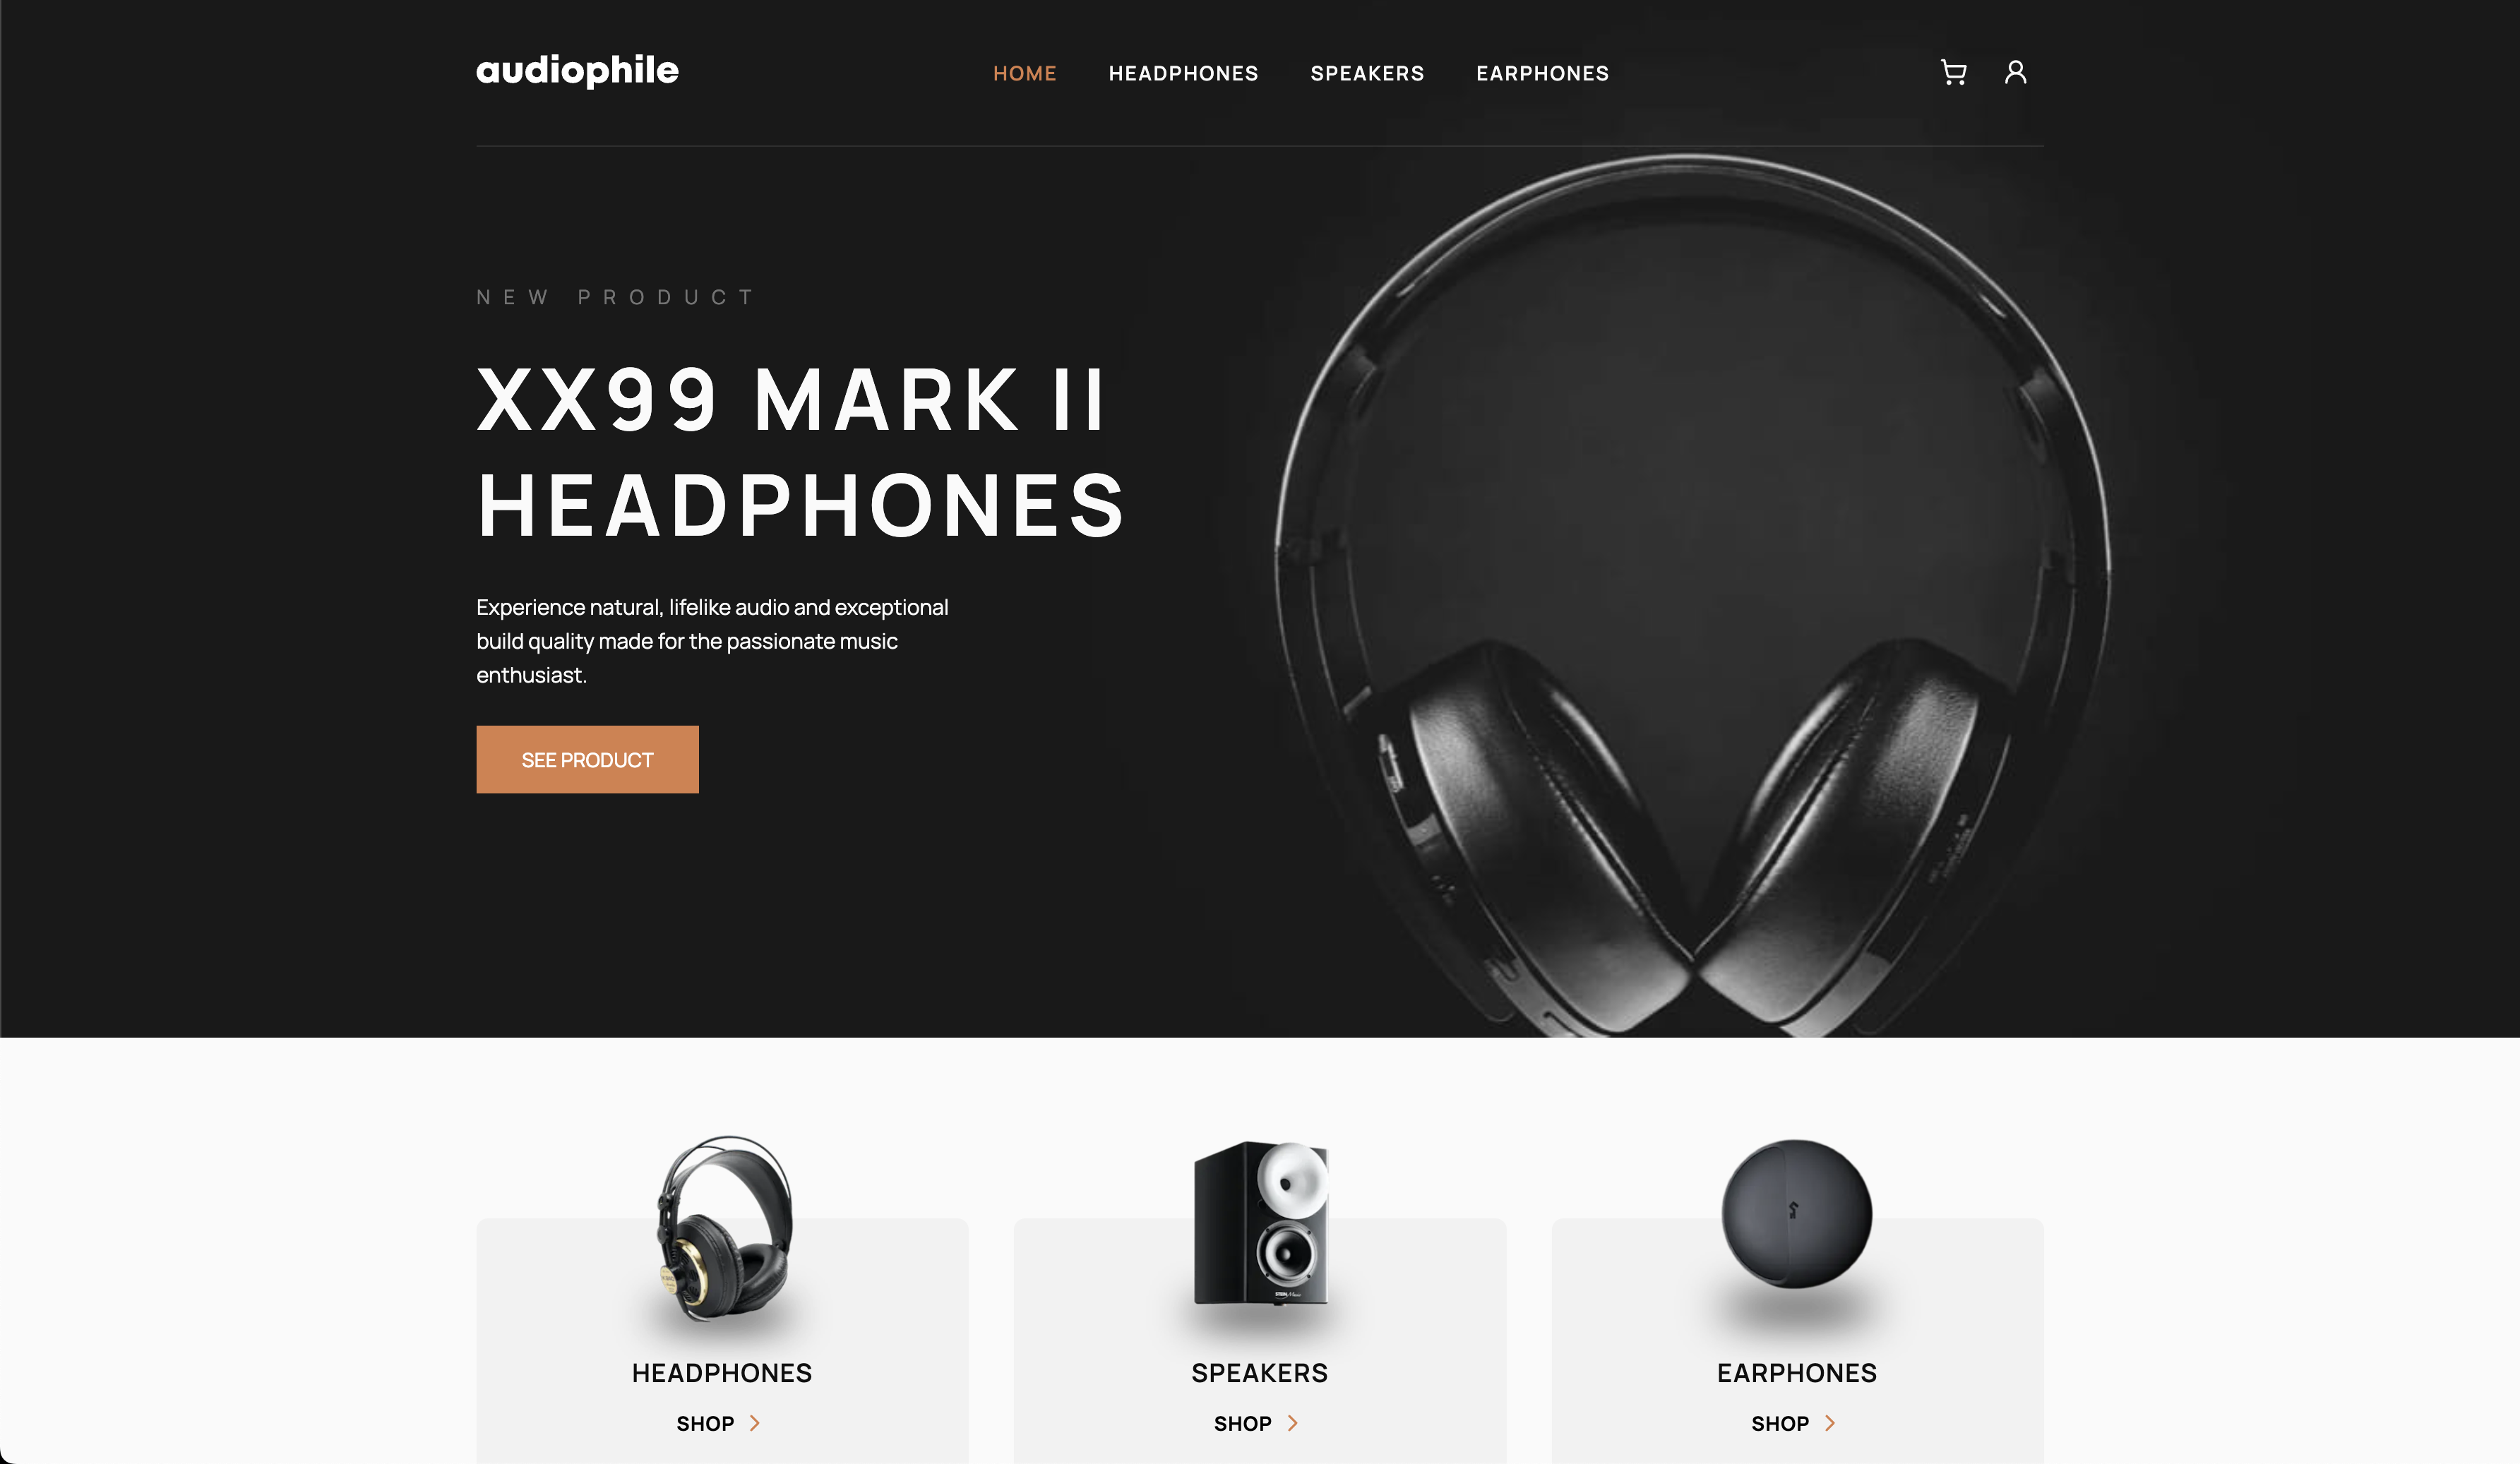 audiophile
HOME HEADPHONES SPEAKERS EARPHONES
NEW PRODUCT
XX99 MARK II
HEADPHONES
Experience natural, lifelike audio and exceptional
build quality made for the passionate music
enthusiast.
SEE PRODUCT
HEADPHONES
SHOP
SPEAKERS
SHOP
EARPHONES
SHOP